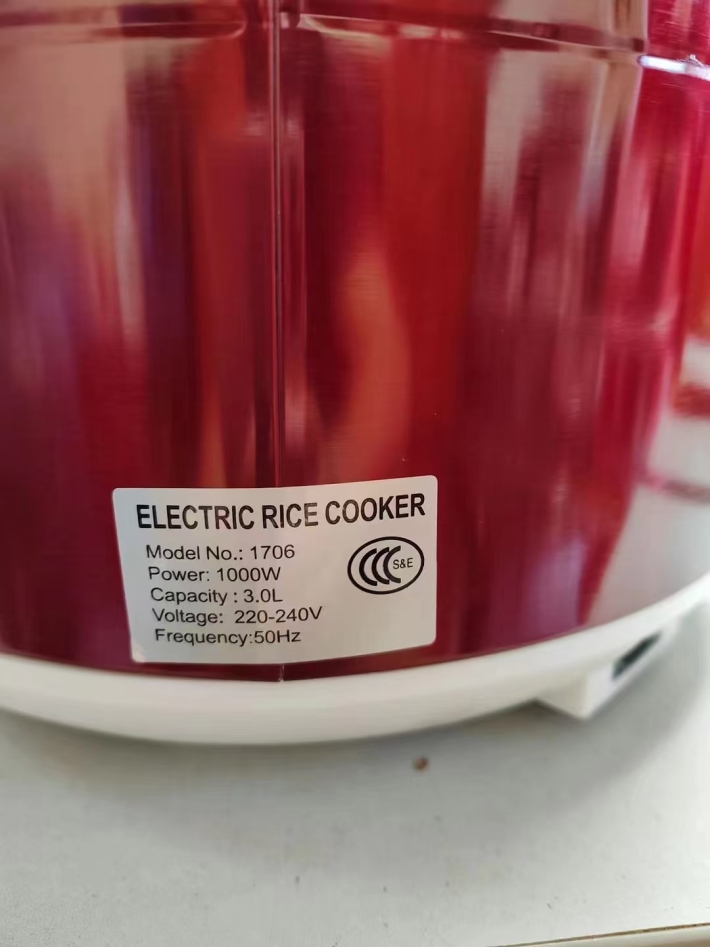 ELECTRIC RICE COOKER
Model No.: 1706
Power: 1000W
Capacity : 3.0L
Voltage: 220-240V
Frequency:50Hz
CCC S&E